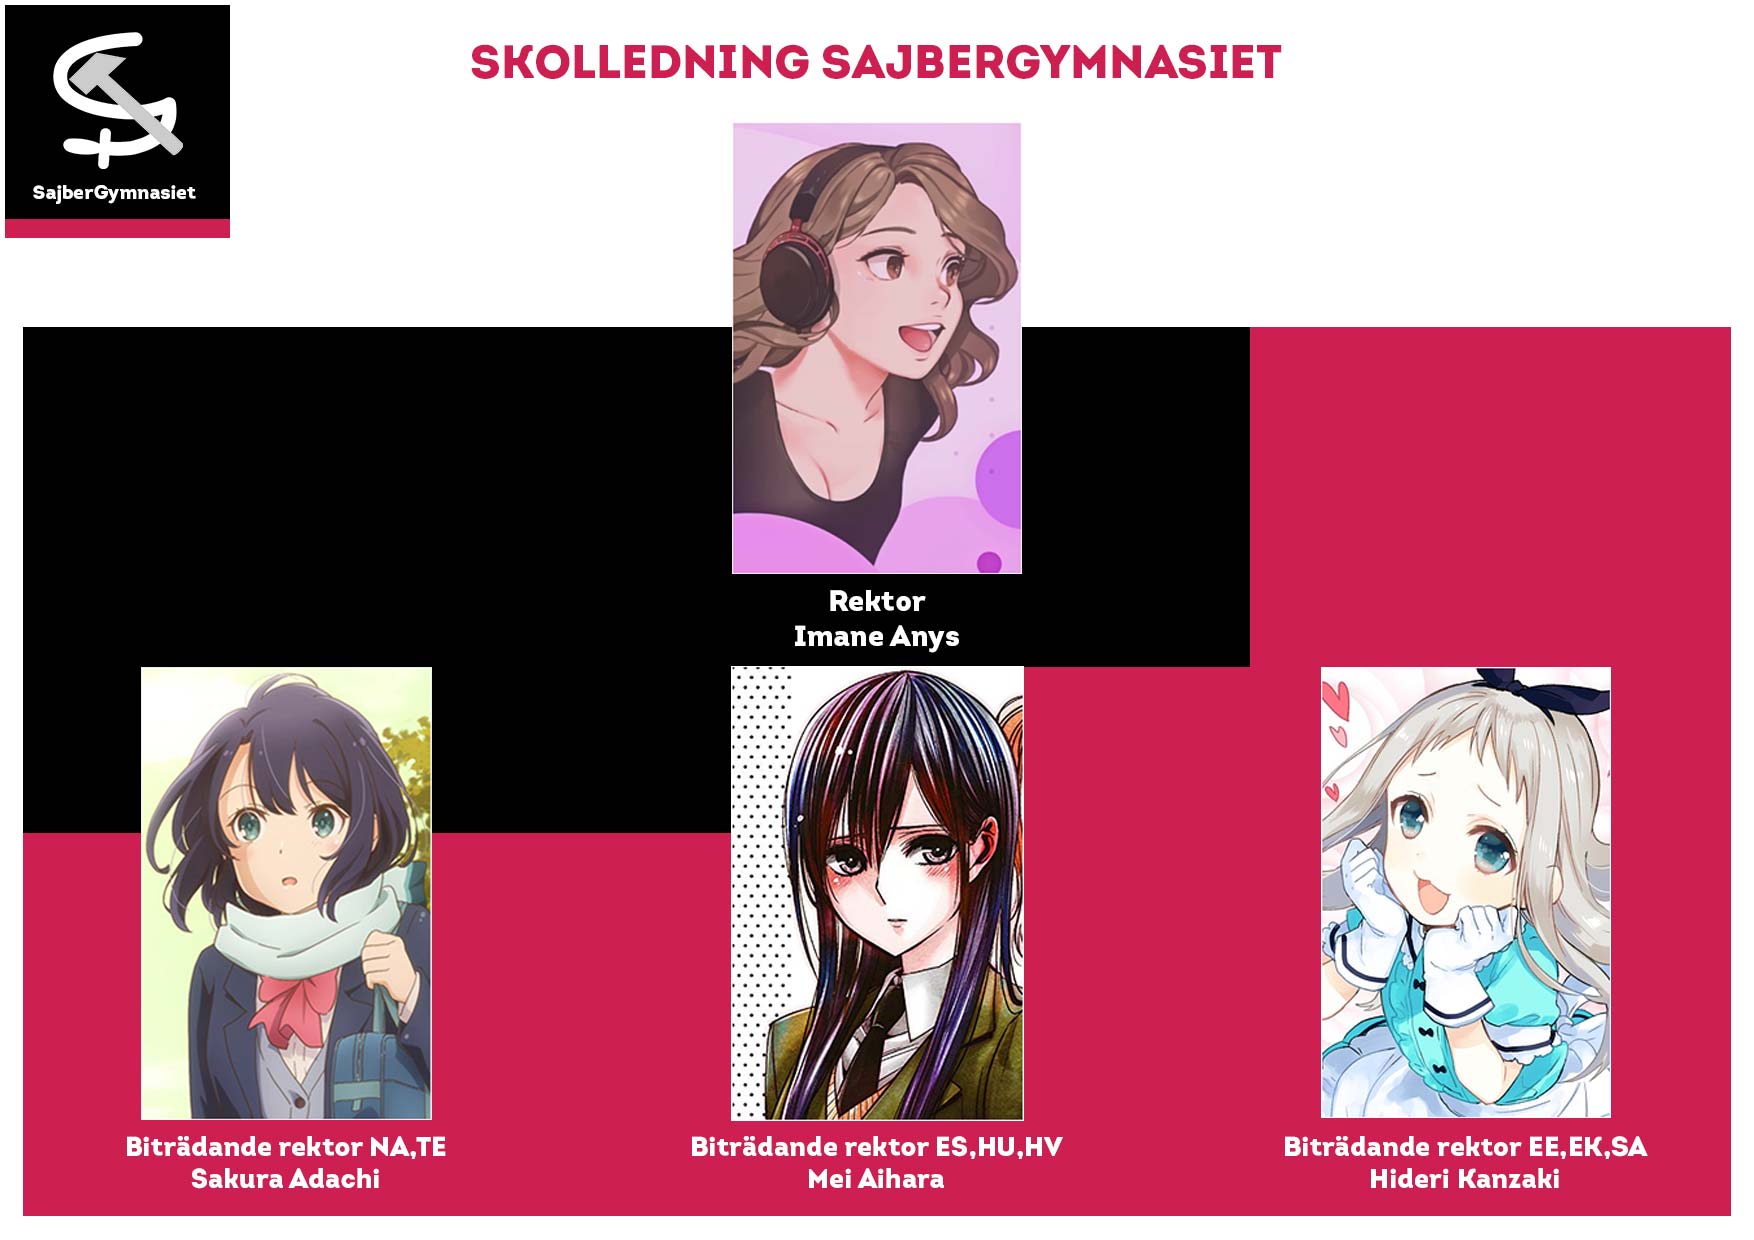 SKOLLEDNING SAJBERGYMNASIET
SajberGymnasiet
Rektor
Imane Anys
Biträdande rektor NA,TE
Sakura Adachi
Biträdande rektor ES,HU,HV
Mei Aihara
Biträdande rektor EE,EK,SA
Hideri Kanzaki